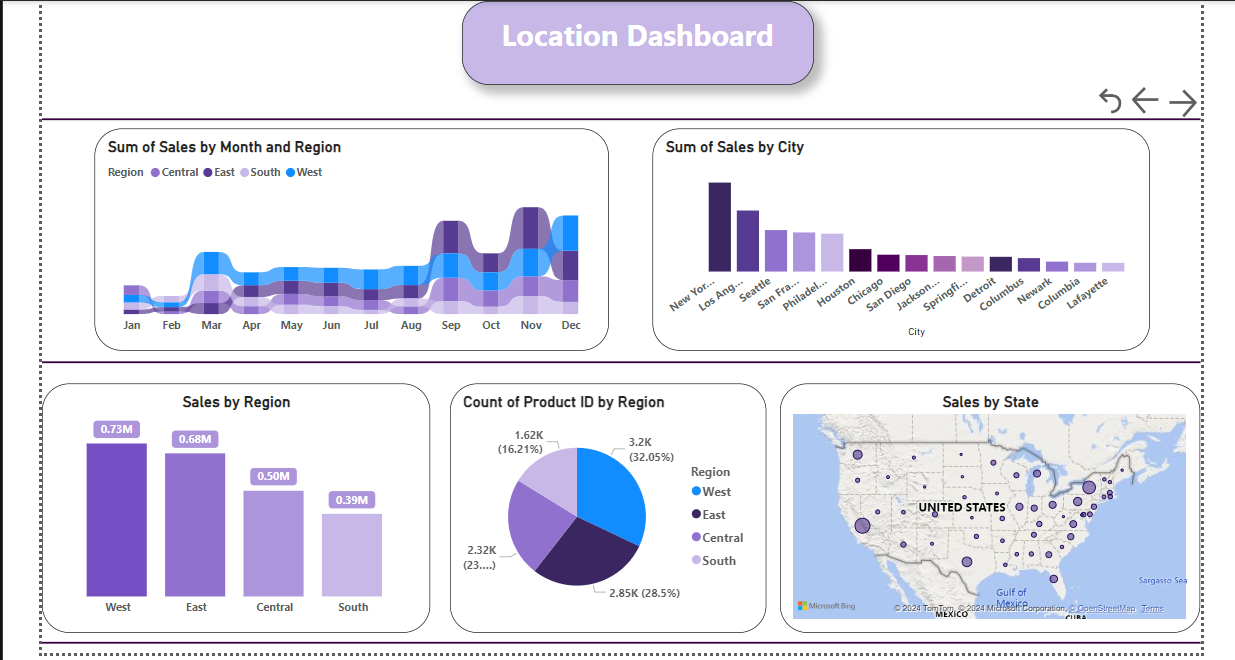 Location Dashboard
Sum of Sales by Month and Region
Region Central East South West
Jan Feb Mar Apr May Jun Jul Aug Sep Oct Nov Dec
Sum of Sales by City
New Yor... Los Ang... Seattle San Fra... Philadel... Houston Chicago San Diego Jackson... Springfi... Detroit Columbus Newark Columbia Lafayette
City
Sales by Region
0.73M
0.68M
0.50M
0.39M
West East Central South
Count of Product ID by Region
1.62K
(16.21%)
3.2K
(32.05%)
2.32K
(23....)
2.85K (28.5%)
Region
West
East
Central
South
Sales by State
UNITED STATES
Sargasso Sea
Gulf of
Mexico
MEXICO
CUBA
Microsoft Bing
© 2024 TomTom, © 2024 Microsoft Corporation, © OpenStreetMap Terms